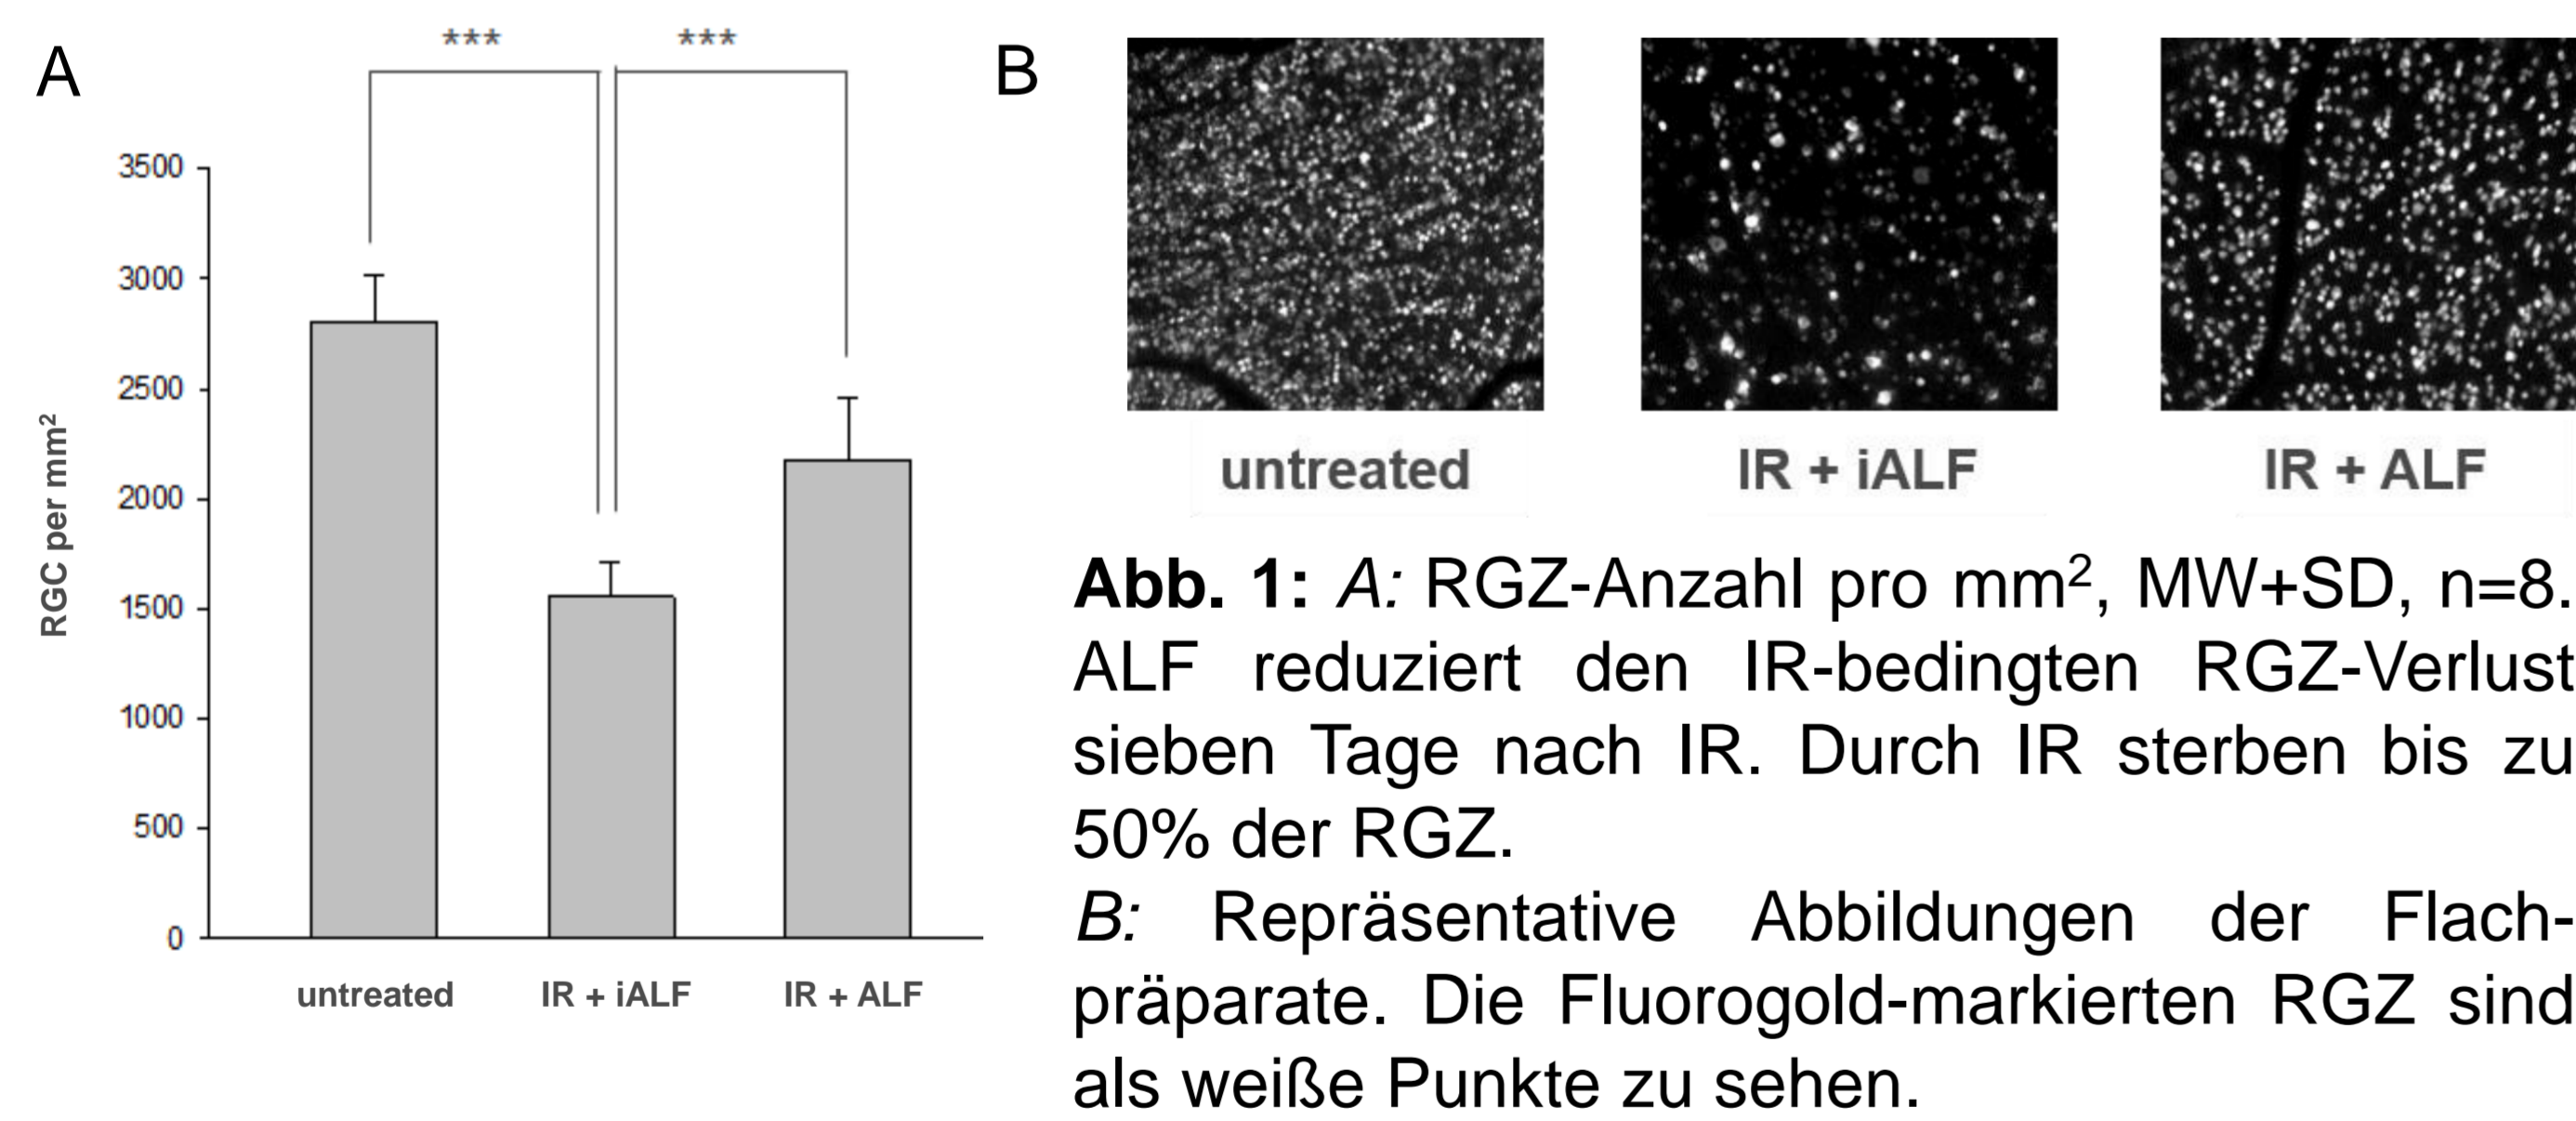 A
***
***
3500
3000
2500
2000
1500
1000
500
0
RGC per mm²
untreated
IR + iALF
IR + ALF
B
untreated
IR + iALF
IR + ALF
Abb. 1: A: RGZ-Anzahl pro mm², MW+SD, n=8.
ALF reduziert den IR-bedingten RGZ-Verlust
sieben Tage nach IR. Durch IR sterben bis zu
50% der RGZ.
B: Repräsentative Abbildungen der Flach-
präparate. Die Fluorogold-markierten RGZ sind
als weiße Punkte zu sehen.